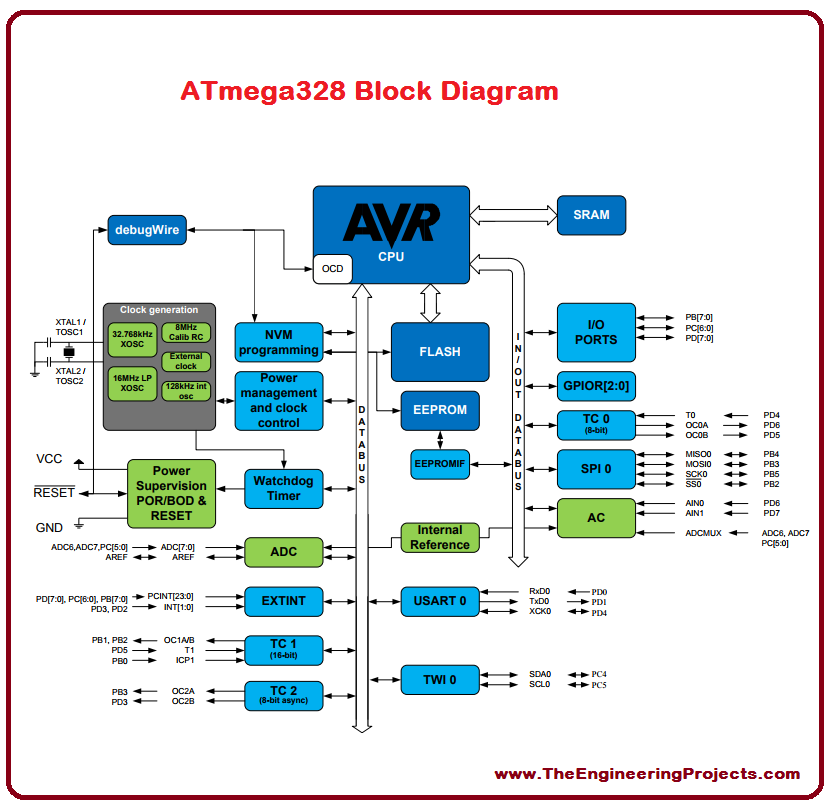 ATmega328 Block Diagram
AVR
CPU
OCD
SRAM
debugWire
Clock generation
XTAL1 /
TOSC1
XTAL2 /
TOSC2
32.768kHz
XOSC
8MHz
Calib RC
External
clock
16MHz LP
XOSC
128kHz int
osc
NVM
programming
Power
management
and clock
control
FLASH
EEPROM
EEPROMIF
DATABUS
IN/OUT DATABUS
I/O
PORTS
PB[7:0]
PC[6:0]
PD[7:0]
GPIOR[2:0]
TC 0
(8-bit)
T0 PD4
OC0A PD6
OC0B PD5
SPI 0
MISO0 PB4
MOSI0 PB3
SCK0 PB5
SS0 PB2
AC
AIN0 PD6
AIN1 PD7
ADCMUX ADC6, ADC7
PC[5:0]
VCC
RESET
GND
Power
Supervision
POR/BOD &
RESET
Watchdog
Timer
Internal
Reference
ADC6,ADC7,PC[5:0] ADC[7:0]
AREF AREF
ADC
PD[7:0], PC[6:0], PB[7:0] PCINT[23:0]
PD3, PD2 INT[1:0]
EXTINT
USART 0
RxD0 PD0
TxD0 PD1
XCK0 PD4
PB1, PB2 OC1A/B
PD5 T1
PB0 ICP1
TC 1
(16-bit)
TWI 0
SDA0 PC4
SCL0 PC5
PB3 OC2A
PD3 OC2B
TC 2
(8-bit async)
www.TheEngineeringProjects.com